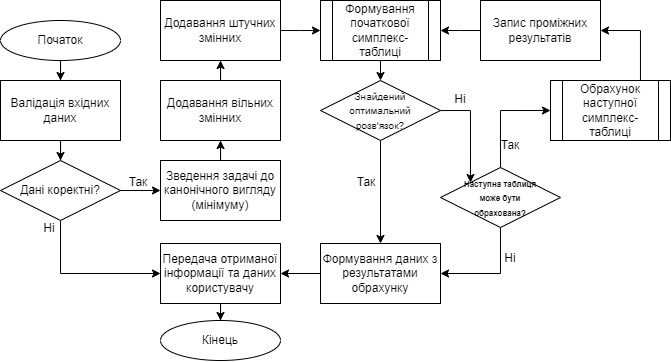 Початок
Валідація вхідних
даних
Дані коректні?
Так
Ні
Зведення задачі до
канонічного вигляду
(мінімуму)
Додавання вільних
змінних
Додавання штучних
змінних
Формування
початкової
симплекс-
таблиці
Знайдений
оптимальний
розв'язок?
Ні
Так
Наступна таблиця
може бути
обрахована?
Так
Ні
Обрахунок
наступної
симплекс-
таблиці
Запис проміжних
результатів
Формування даних з
результатами
обрахунку
Передача отриманої
інформації та даних
користувачу
Кінець